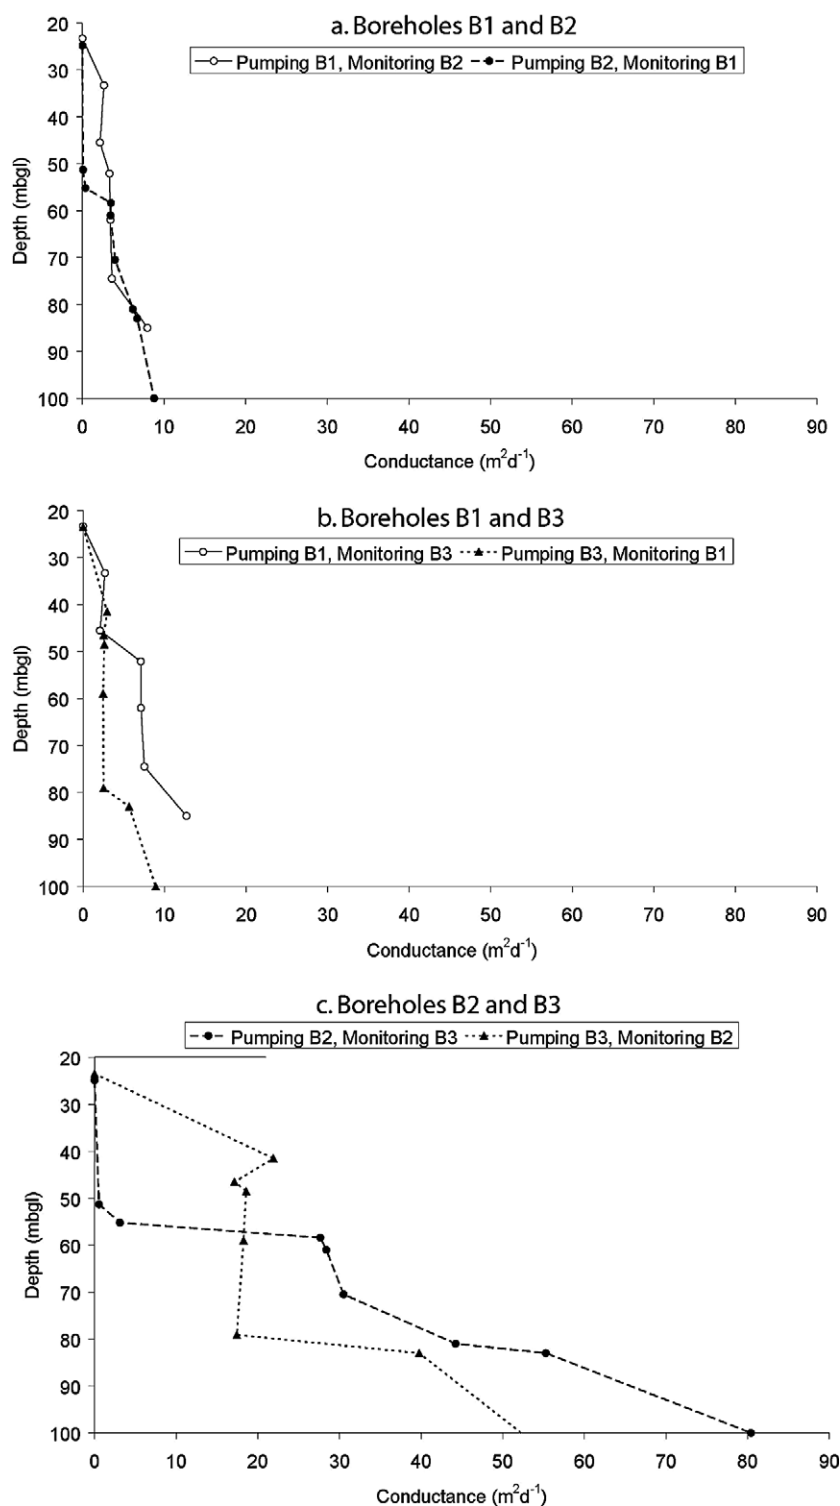 a. Boreholes B1 and B2
Pumping B1, Monitoring B2 Pumping B2, Monitoring B1
20
30
40
50
60
70
80
90
100
Depth (mbgl)
0 10 20 30 40 50 60 70 80 90
Conductance (m²d⁻¹)
b. Boreholes B1 and B3
Pumping B1, Monitoring B3 Pumping B3, Monitoring B1
20
30
40
50
60
70
80
90
100
Depth (mbgl)
0 10 20 30 40 50 60 70 80 90
Conductance (m²d⁻¹)
c. Boreholes B2 and B3
Pumping B2, Monitoring B3 Pumping B3, Monitoring B2
20
30
40
50
60
70
80
90
100
Depth (mbgl)
0 10 20 30 40 50 60 70 80 90
Conductance (m²d⁻¹)